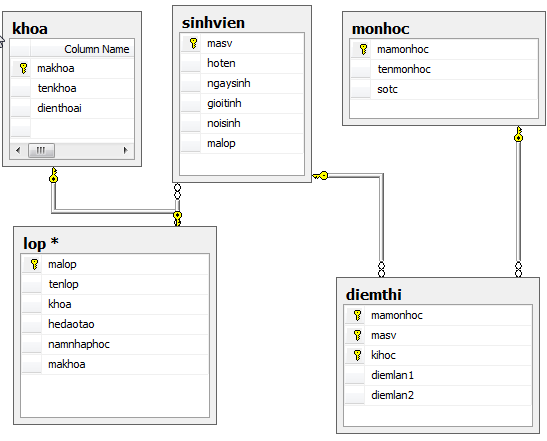 khoa
Column Name
makhoa
tenkhoa
dienthoai
sinhvien
masv
hoten
ngaysinh
gioitinh
noisinh
malop
monhoc
mamonhoc
tenmonhoc
sotc
lop *
malop
tenlop
khoa
hedaotao
namnhaphoc
makhoa
diemthi
mamonhoc
masv
kihoc
diemlan1
diemlan2